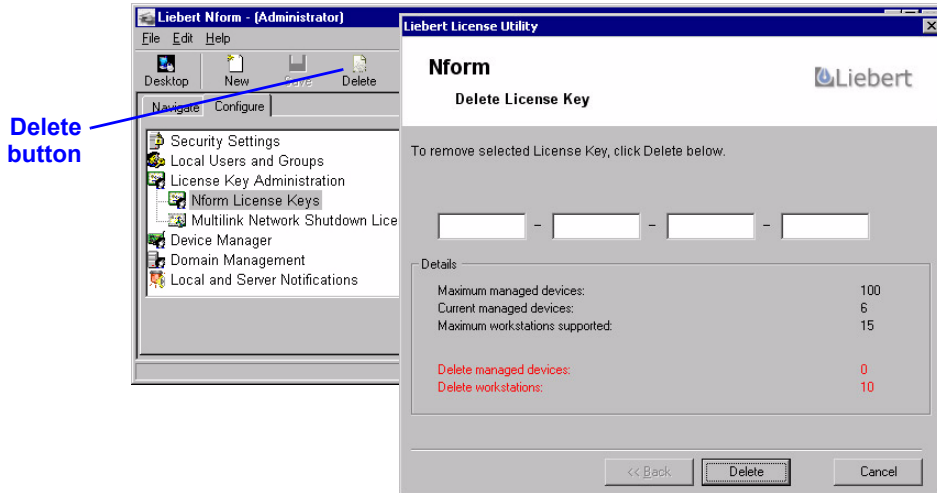 Liebert Nform - (Administrator)
File Edit Help
Desktop New Save Delete
Navigate Configure
Delete
button
Security Settings
Local Users and Groups
License Key Administration
Nform License Keys
Multilink Network Shutdown Lice
Device Manager
Domain Management
Local and Server Notifications
Liebert License Utility
Nform
Delete License Key
Liebert
To remove selected License Key, click Delete below.
- - -
Details
Maximum managed devices: 100
Current managed devices: 6
Maximum workstations supported: 15
Delete managed devices: 0
Delete workstations: 10
<< Back Delete Cancel